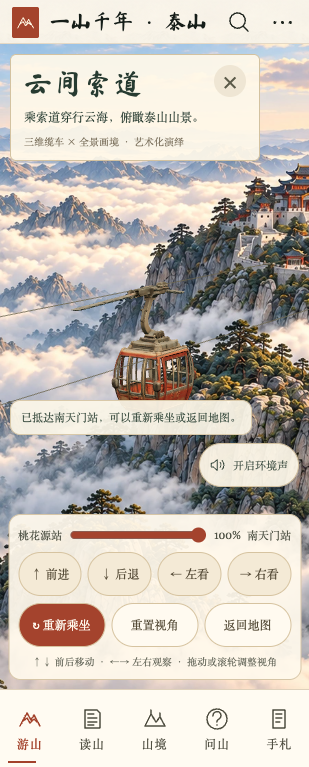 一山千年 · 泰山
云间索道
乘索道穿行云海，俯瞰泰山山景。
三维缆车 × 全景画境 · 艺术化演绎
已抵达南天门站，可以重新乘坐或返回地图。
开启环境声
桃花源站 100% 南天门站
↑ 前进 ↓ 后退 ← 左看 → 右看
↻ 重新乘坐 重置视角 返回地图
↑ ↓ 前后移动 · ←→ 左右观察 · 拖动或滚轮调整视角
游山 读山 山境 问山 手札